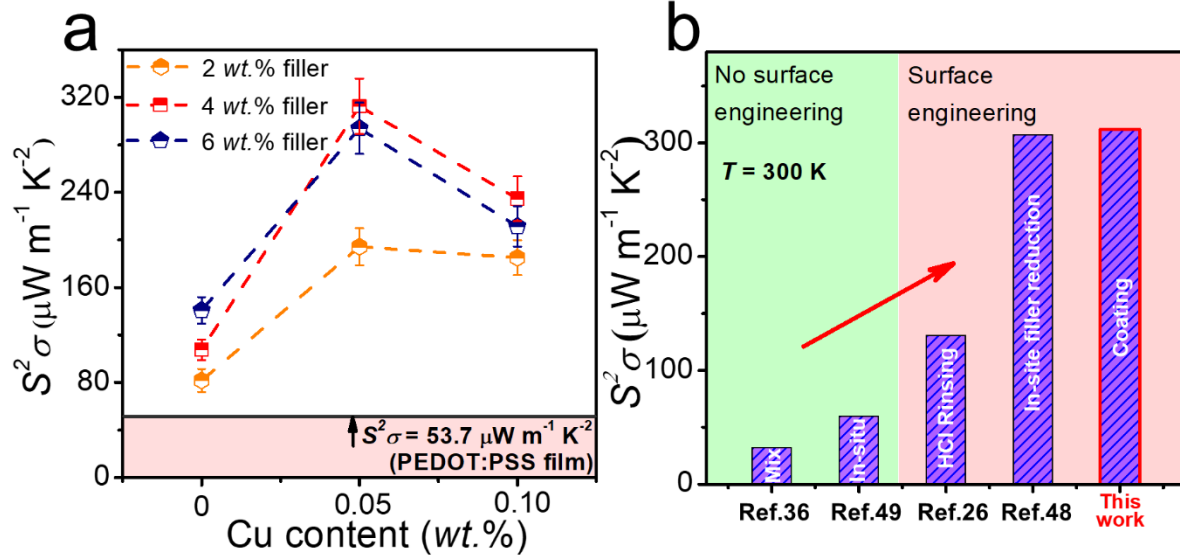 a
S²σ (μW m⁻¹ K⁻²)
320
240
160
80
0
2 wt.% filler
4 wt.% filler
6 wt.% filler
S²σ = 53.7 μW m⁻¹ K⁻²
(PEDOT:PSS film)
0
0.05
0.10
Cu content (wt.%)
b
S²σ (μW m⁻¹ K⁻²)
300
200
100
0
No surface
engineering
Surface
engineering
T = 300 K
Mix
In-situ
HCl Rinsing
In-site filler reduction
Coating
Ref.36
Ref.49
Ref.26
Ref.48
This
work